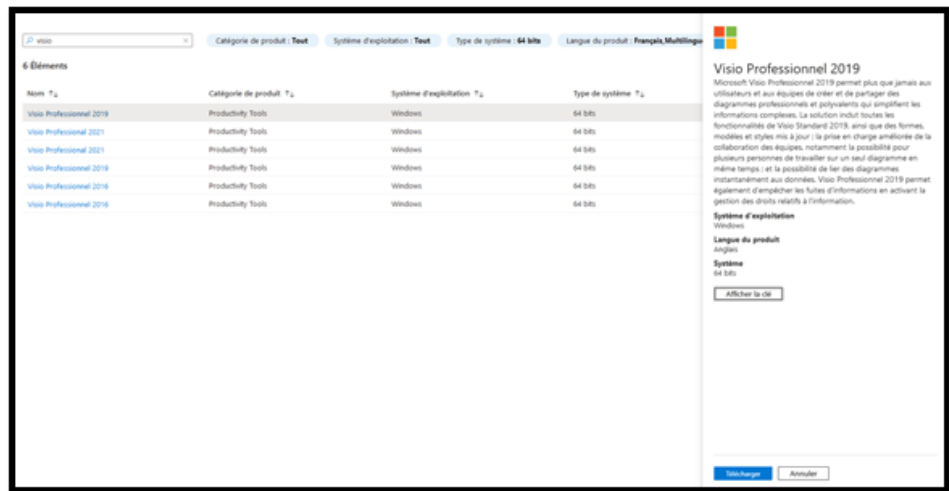 visio
Catégorie de produit : Tout
Système d'exploitation : Tout
Type de système : 64 bits
Langue du produit : Français,Multilingue
6 Éléments
Nom ↑↓ Catégorie de produit ↑↓ Système d'exploitation ↑↓ Type de système ↑↓
Visio Professionnel 2019 Productivity Tools Windows 64 bits
Visio Professional 2021 Productivity Tools Windows 64 bits
Visio Professional 2021 Productivity Tools Windows 64 bits
Visio Professionnel 2019 Productivity Tools Windows 64 bits
Visio Professionnel 2016 Productivity Tools Windows 64 bits
Visio Professionnel 2016 Productivity Tools Windows 64 bits
Visio Professionnel 2019
Microsoft Visio Professionnel 2019 permet plus que jamais aux
utilisateurs et aux équipes de créer et de partager des
diagrammes professionnels et polyvalents qui simplifient les
informations complexes. La solution inclut toutes les
fonctionnalités de Visio Standard 2019, ainsi que des formes,
modèles et styles mis à jour ; la prise en charge améliorée de la
collaboration des équipes, notamment la possibilité pour
plusieurs personnes de travailler sur un seul diagramme en
même temps ; et la possibilité de lier des diagrammes
instantanément aux données. Visio Professionnel 2019 permet
également d'empêcher les fuites d'informations en activant la
gestion des droits relatifs à l'information.
Système d'exploitation
Windows
Langue du produit
Anglais
Système
64 bits
Afficher la clé
Télécharger Annuler